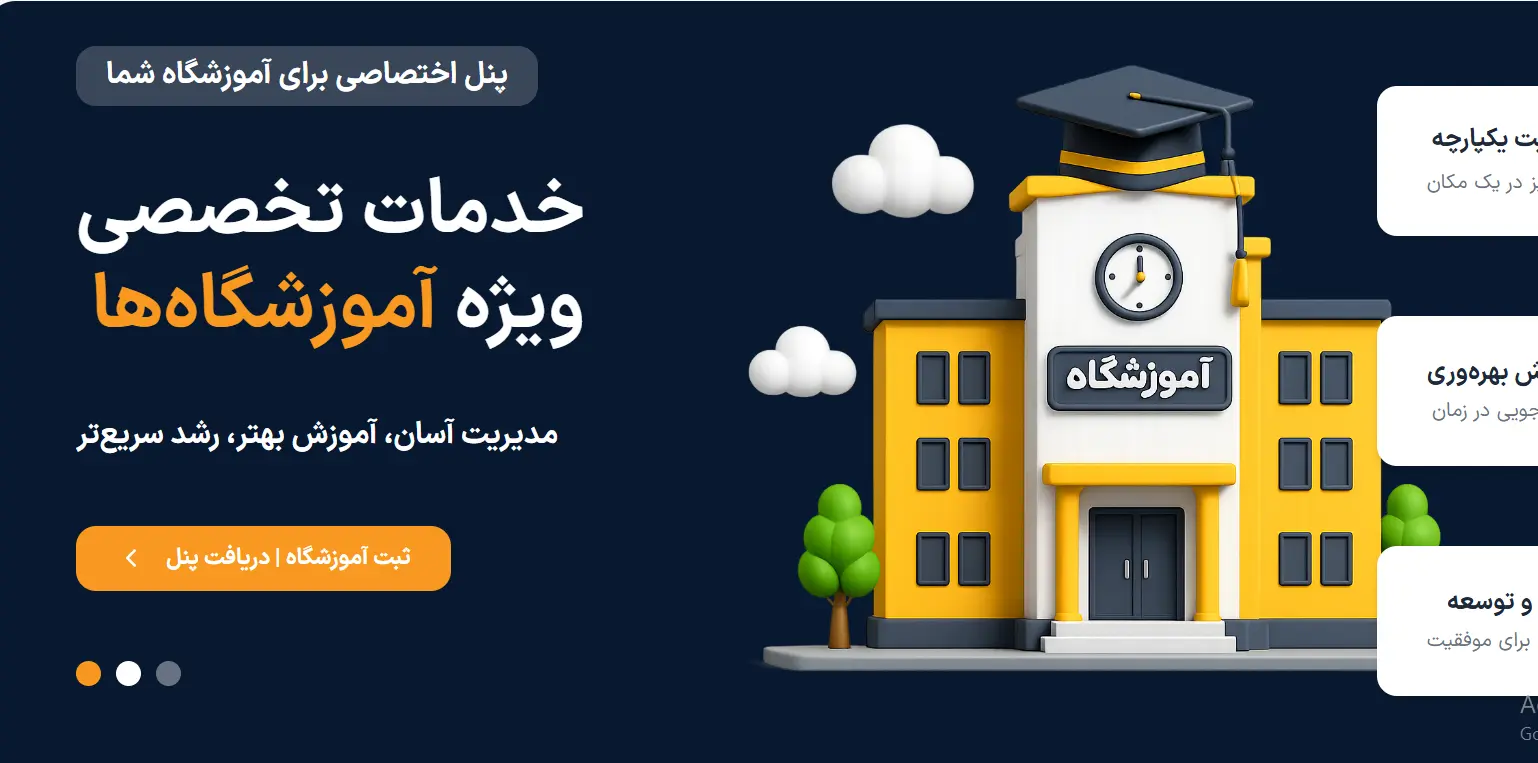 پنل اختصاصی برای آموزشگاه شما
خدمات تخصصی
ویژه آموزشگاه‌ها
مدیریت آسان، آموزش بهتر، رشد سریع‌تر
ثبت آموزشگاه | دریافت پنل
آموزشگاه
یکپارچه
در یک مکان
بهره‌وری
در زمان
و توسعه
برای موفقیت